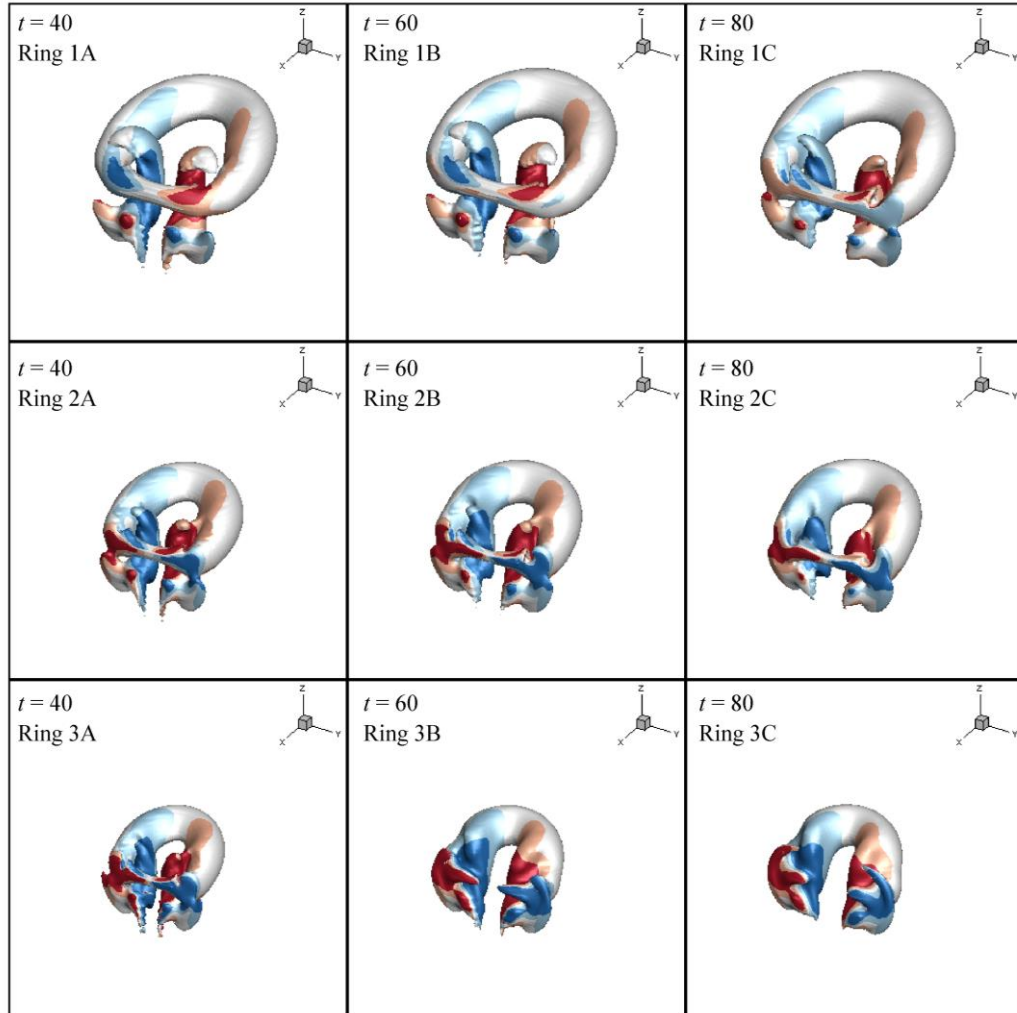 t = 40
Ring 1A
Z
X
Y
t = 60
Ring 1B
Z
X
Y
t = 80
Ring 1C
Z
X
Y
t = 40
Ring 2A
Z
X
Y
t = 60
Ring 2B
Z
X
Y
t = 80
Ring 2C
Z
X
Y
t = 40
Ring 3A
Z
X
Y
t = 60
Ring 3B
Z
X
Y
t = 80
Ring 3C
Z
X
Y